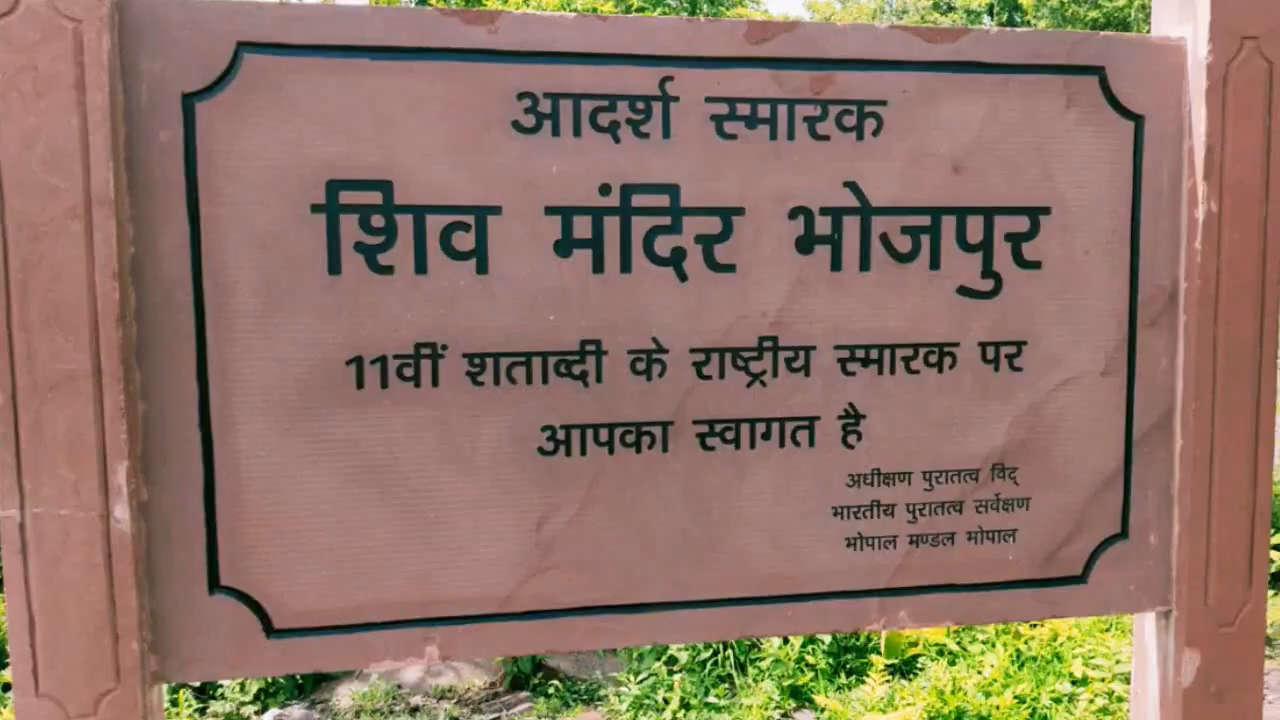 आदर्श स्मारक
शिव मंदिर भोजपुर
11वीं शताब्दी के राष्ट्रीय स्मारक पर
आपका स्वागत है
अधीक्षण पुरातत्व विद्
भारतीय पुरातत्व सर्वेक्षण
भोपाल मण्डल भोपाल